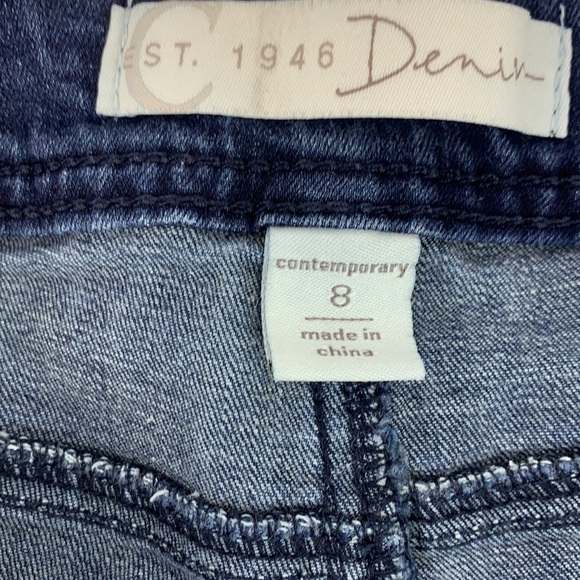 C
EST. 1946 Denim
contemporary
8
made in
china